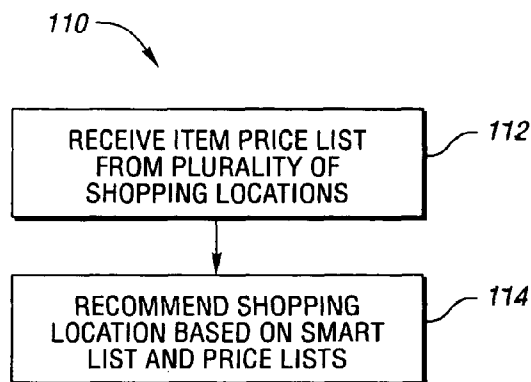 110
RECEIVE ITEM PRICE LIST
FROM PLURALITY OF
SHOPPING LOCATIONS
112
RECOMMEND SHOPPING
LOCATION BASED ON SMART
LIST AND PRICE LISTS
114